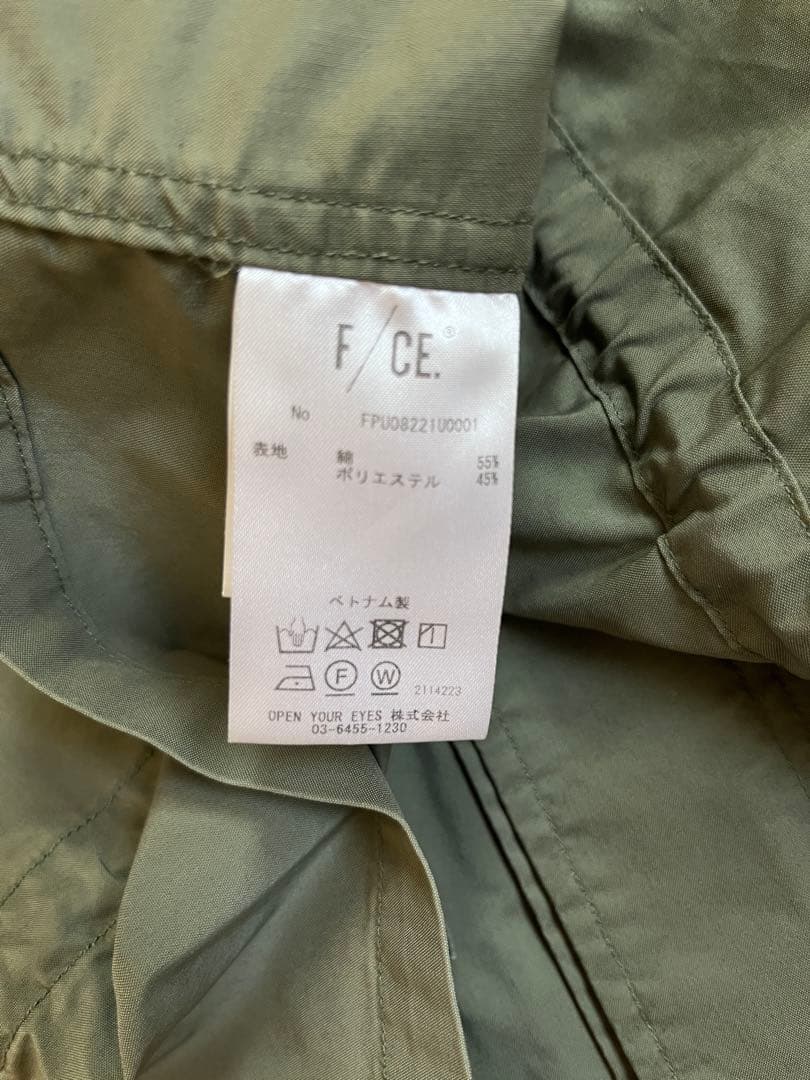 F/CE.®
No FPU08221U0001
表地 綿 55%
ポリエステル 45%
ベトナム製
F W 2114223
OPEN YOUR EYES 株式会社
03-6455-1230